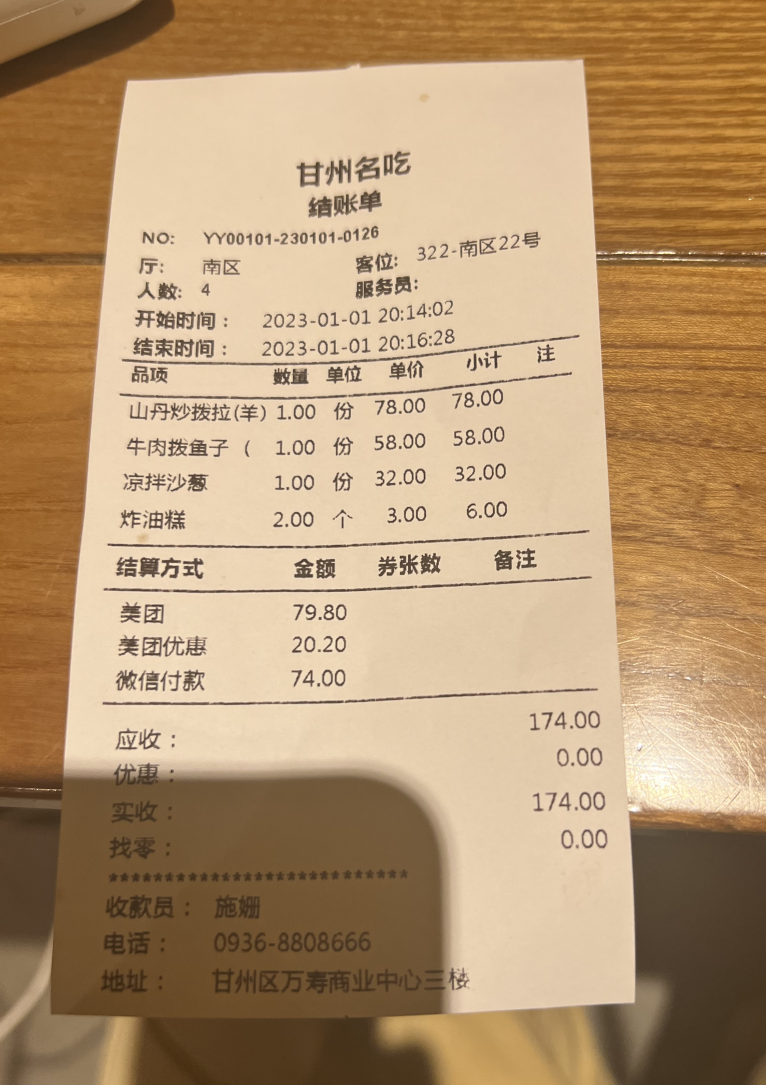 甘州名吃
结账单
NO: YY00101-230101-0126
厅: 南区 客位: 322-南区22号
人数: 4 服务员:
开始时间: 2023-01-01 20:14:02
结束时间: 2023-01-01 20:16:28
品项 数量 单位 单价 小计 注
山丹炒拨拉(羊) 1.00 份 78.00 78.00
牛肉拨鱼子 ( 1.00 份 58.00 58.00
凉拌沙葱 1.00 份 32.00 32.00
炸油糕 2.00 个 3.00 6.00
结算方式 金额 券张数 备注
美团 79.80
美团优惠 20.20
微信付款 74.00
应收: 174.00
优惠: 0.00
实收: 174.00
找零: 0.00
***************************
收款员: 施姗
电话: 0936-8808666
地址: 甘州区万寿商业中心三楼